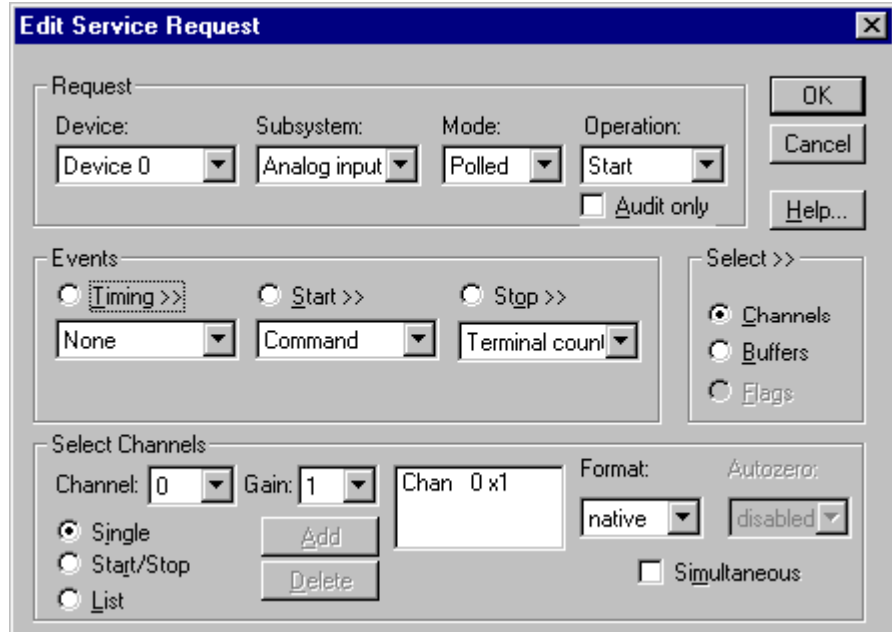 Edit Service Request
Request
OK
Device: Subsystem: Mode: Operation:
Cancel
Device 0 Analog input Polled Start
Audit only
Help...
Events
Select >>
Timing >> Start >> Stop >>
Channels
None Command Terminal count
Buffers
Flags
Select Channels
Channel: 0 Gain: 1 Chan 0 x1 Format: Autozero:
native disabled
Single Add
Start/Stop Delete Simultaneous
List